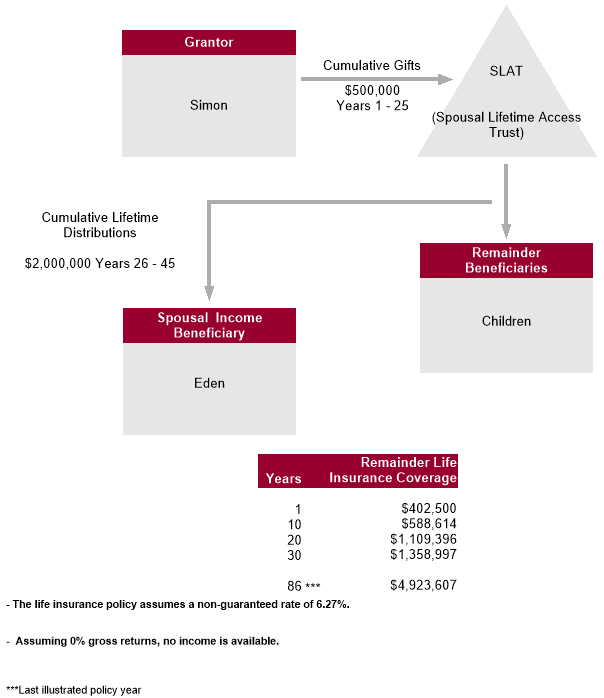 Grantor
Simon
Cumulative Gifts
$500,000
Years 1 - 25
SLAT
(Spousal Lifetime Access
Trust)
Cumulative Lifetime
Distributions
$2,000,000 Years 26 - 45
Remainder
Beneficiaries
Children
Spousal Income
Beneficiary
Eden
Years Remainder Life Insurance Coverage
1 $402,500
10 $588,614
20 $1,109,396
30 $1,358,997
86 *** $4,923,607
- The life insurance policy assumes a non-guaranteed rate of 6.27%.
- Assuming 0% gross returns, no income is available.
***Last illustrated policy year